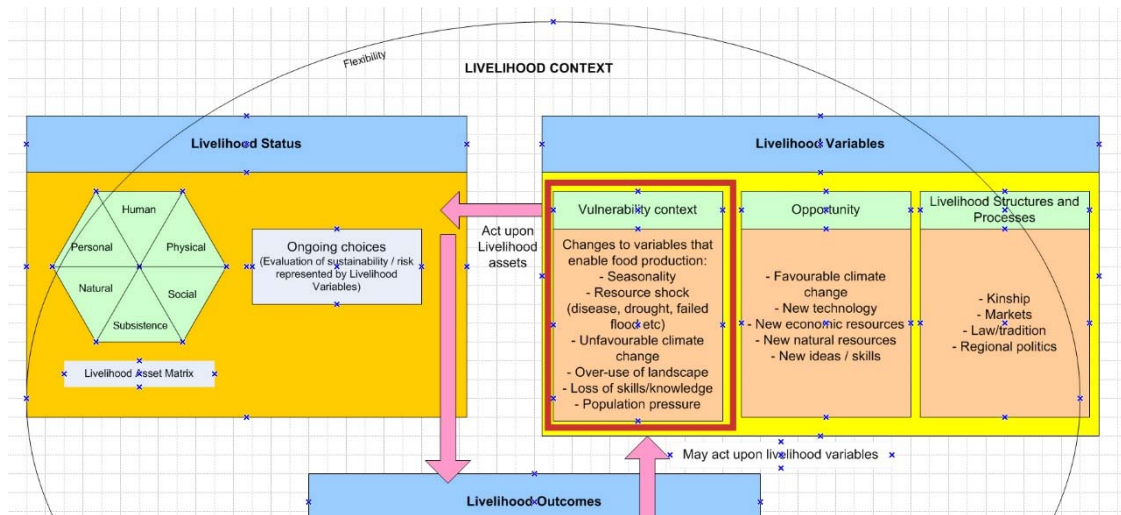 Flexibility
LIVELIHOOD CONTEXT
Livelihood Status
Human
Personal
Physical
Natural
Social
Subsistence
Livelihood Asset Matrix
Ongoing choices
(Evaluation of sustainability / risk
represented by Livelihood
Variables)
Act upon
Livelihood
assets
Livelihood Variables
Vulnerability context
Changes to variables that
enable food production:
- Seasonality
- Resource shock
(disease, drought, failed
flood etc)
- Unfavourable climate
change
- Over-use of landscape
- Loss of skills/knowledge
- Population pressure
Opportunity
- Favourable climate
change
- New technology
- New economic resources
- New natural resources
- New ideas / skills
Livelihood Structures and
Processes
- Kinship
- Markets
- Law/tradition
- Regional politics
May act upon livelihood variables
Livelihood Outcomes